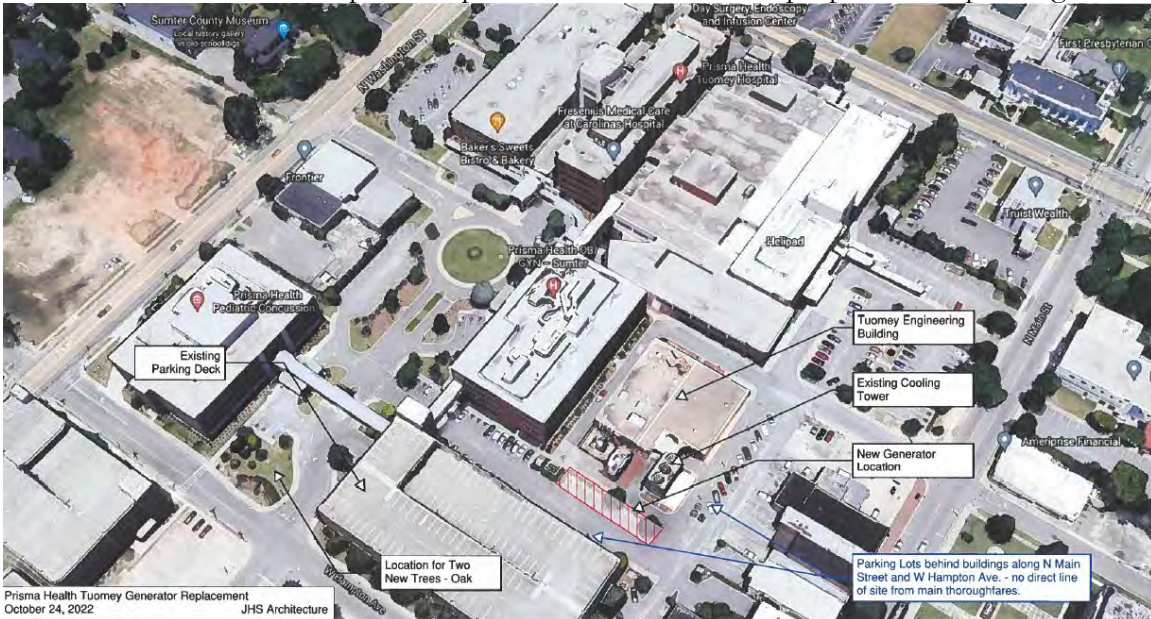 Day Surgery, Endoscopy
and Infusion Center
Sumter County Museum
Local history gallery
in old school digs
N Washington St
First Presbyterian C
Prisma Health
Tuomey Hospital
Fresenius Medical Care
at Carolinas Hospital
Baker's Sweets
Bistro & Bakery
Frontier
Truist Wealth
Helipad
Prisma Health OB/
GYN - Sumter
Prisma Health
Pediatric Concussion
N Main St
Existing
Parking Deck
Tuomey Engineering
Building
Existing Cooling
Tower
New Generator
Location
Ameriprise Financial
Location for Two
New Trees - Oak
W Hampton Ave
Parking Lots behind buildings along N Main
Street and W Hampton Ave. - no direct line
of site from main thoroughfares.
Prisma Health Tuomey Generator Replacement
October 24, 2022
JHS Architecture